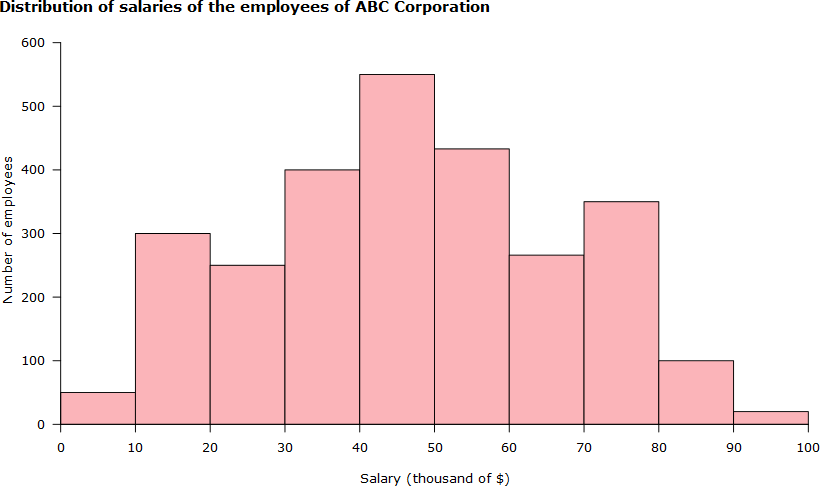 Distribution of salaries of the employees of ABC Corporation
600
500
400
300
200
100
0
Number of employees
0 10 20 30 40 50 60 70 80 90 100
Salary (thousand of $)